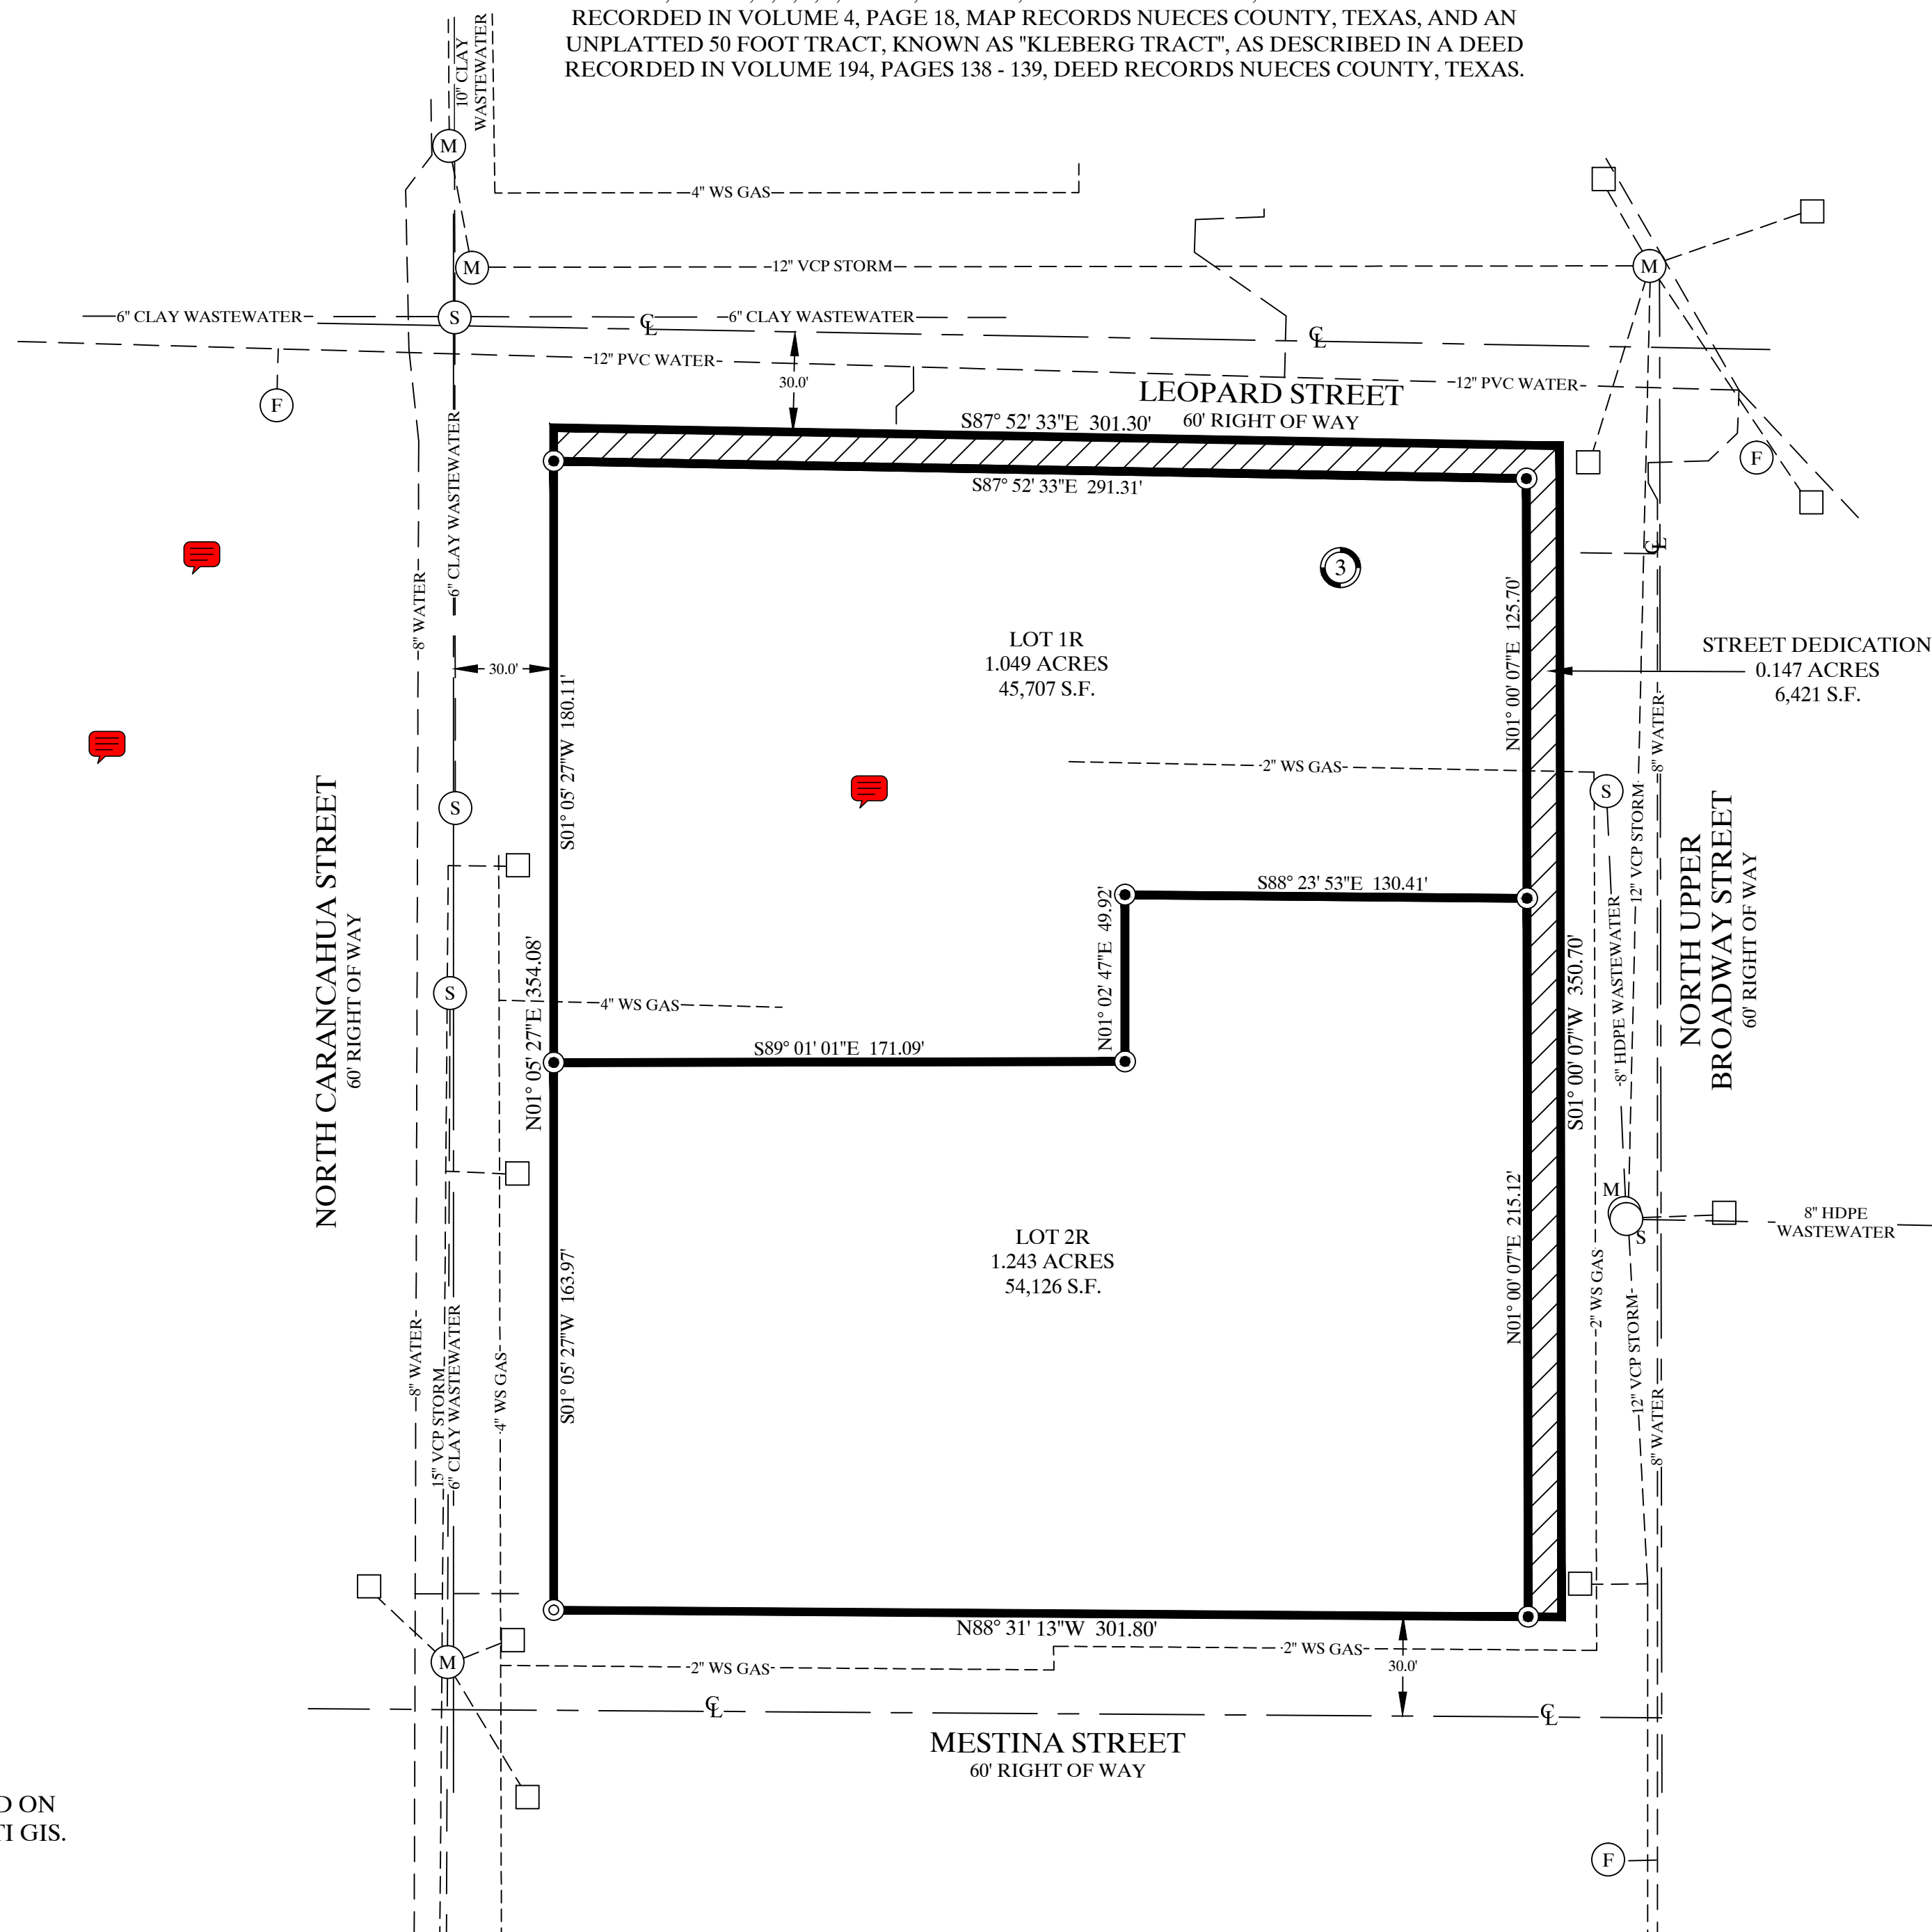 RECORDED IN VOLUME 4, PAGE 18, MAP RECORDS NUECES COUNTY, TEXAS, AND AN
UNPLATTED 50 FOOT TRACT, KNOWN AS "KLEBERG TRACT", AS DESCRIBED IN A DEED
RECORDED IN VOLUME 194, PAGES 138 - 139, DEED RECORDS NUECES COUNTY, TEXAS.
10" CLAY
WASTEWATER
M
4" WS GAS
M
12" VCP STORM
M
6" CLAY WASTEWATER
S
℄
6" CLAY WASTEWATER
℄
12" PVC WATER
30.0'
12" PVC WATER
F
LEOPARD STREET
60' RIGHT OF WAY
S87° 52' 33"E 301.30'
S87° 52' 33"E 291.31'
F
6" CLAY WASTEWATER
8" WATER
3
℄
30.0'
LOT 1R
1.049 ACRES
45,707 S.F.
N01° 00' 07"E 125.70'
STREET DEDICATION
0.147 ACRES
6,421 S.F.
S01° 05' 27"W 180.11'
8" WATER
2" WS GAS
S
S
12" VCP STORM
NORTH CARANCAHUA STREET
60' RIGHT OF WAY
NORTH UPPER
BROADWAY STREET
60' RIGHT OF WAY
S88° 23' 53"E 130.41'
N01° 02' 47"E 49.92'
8" HDPE WASTEWATER
S
4" WS GAS
N01° 05' 27"E 354.08'
S01° 00' 07"W 350.70'
S89° 01' 01"E 171.09'
M
S
8" HDPE
WASTEWATER
LOT 2R
1.243 ACRES
54,126 S.F.
S01° 05' 27"W 163.97'
N01° 00' 07"E 215.12'
2" WS GAS
12" VCP STORM
8" WATER
8" WATER
15" VCP STORM
6" CLAY WASTEWATER
4" WS GAS
N88° 31' 13"W 301.80'
M
2" WS GAS
2" WS GAS
30.0'
℄
℄
MESTINA STREET
60' RIGHT OF WAY
D ON
TI GIS.
F